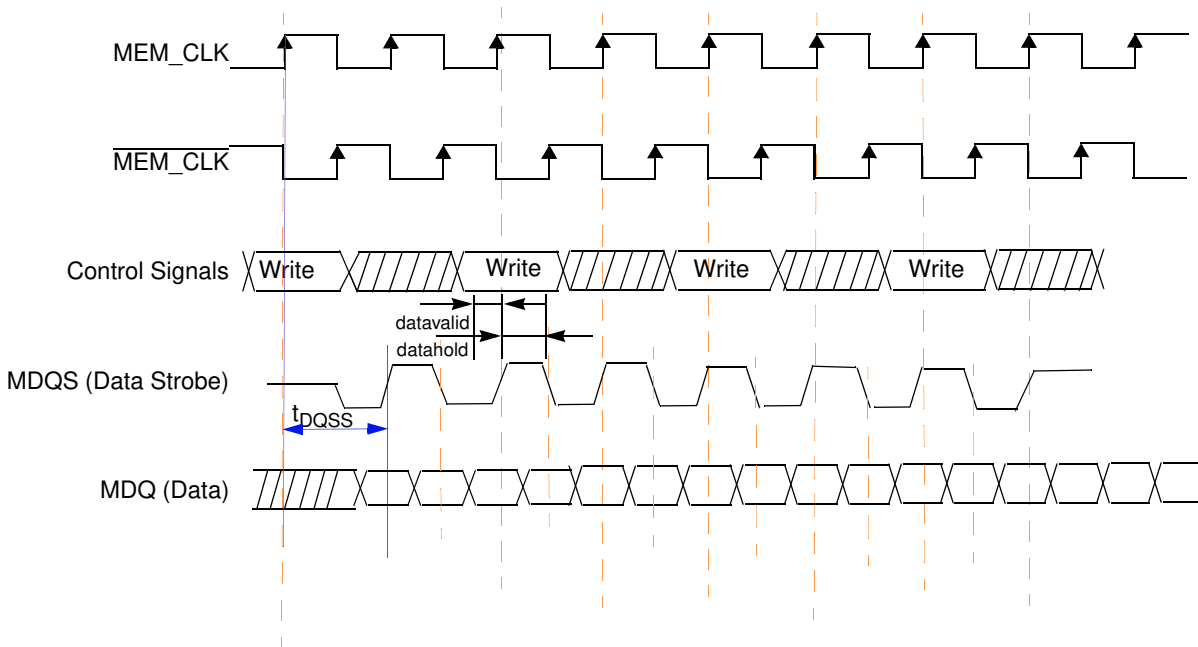 MEM_CLK
MEM_CLK
Control Signals Write Write Write Write
datavalid
datahold
MDQS (Data Strobe)
tDQSS
MDQ (Data)